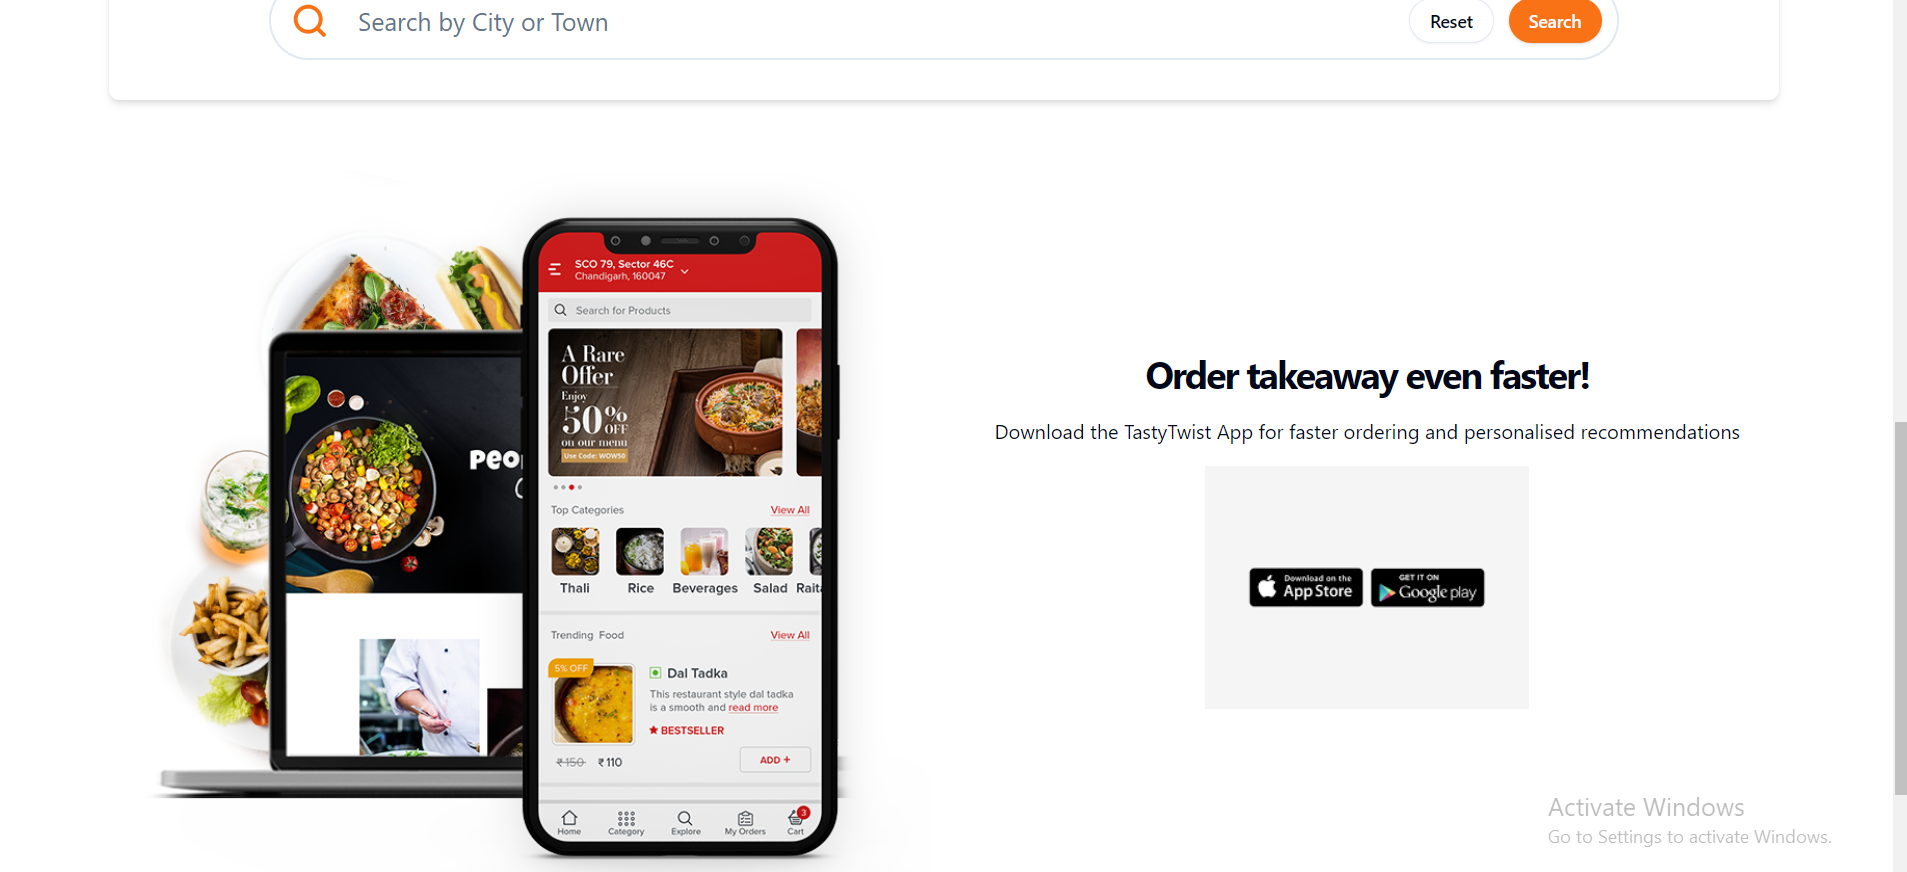 Search by City or Town
Reset
Search
SCO 79, Sector 46C
Chandigarh, 160047
Search for Products
A Rare
Offer
Enjoy
50%
OFF
on our menu
Use Code: WOW50
Top Categories
View All
Thali
Rice
Beverages
Salad
Raita
Trending Food
View All
5% OFF
Dal Tadka
This restaurant style dal tadka
is a smooth and read more
★ BESTSELLER
₹150
₹110
ADD +
Home
Category
Explore
My Orders
3
Cart
Order takeaway even faster!
Download the TastyTwist App for faster ordering and personalised recommendations
Download on the
App Store
GET IT ON
Google play
Activate Windows
Go to Settings to activate Windows.